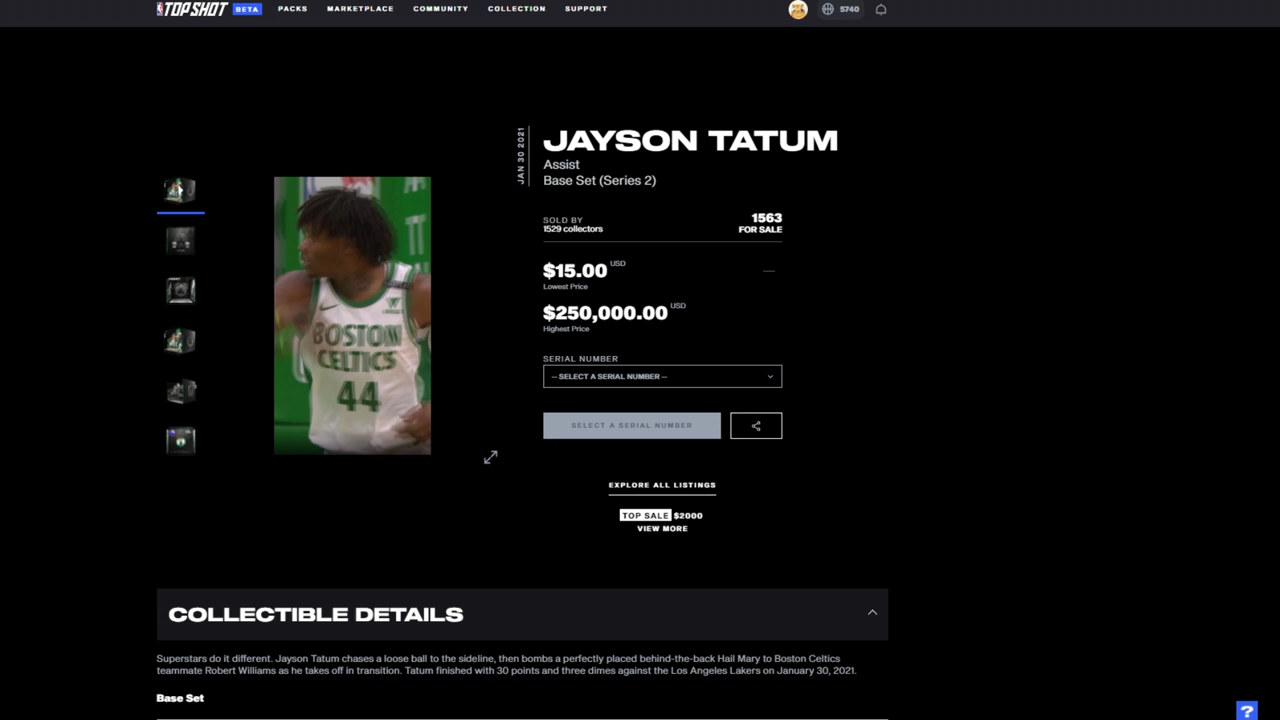 TOP SHOT BETA PACKS MARKETPLACE COMMUNITY COLLECTION SUPPORT 5740
JAN 30 2021
JAYSON TATUM
Assist
Base Set (Series 2)
SOLD BY
1529 collectors
1563
FOR SALE
$15.00 USD
Lowest Price
$250,000.00 USD
Highest Price
SERIAL NUMBER
-- SELECT A SERIAL NUMBER --
SELECT A SERIAL NUMBER
BOSTON
CELTICS
44
EXPLORE ALL LISTINGS
TOP SALE $2000
VIEW MORE
COLLECTIBLE DETAILS
Superstars do it different. Jayson Tatum chases a loose ball to the sideline, then bombs a perfectly placed behind-the-back Hail Mary to Boston Celtics
teammate Robert Williams as he takes off in transition. Tatum finished with 30 points and three dimes against the Los Angeles Lakers on January 30, 2021.
Base Set
?